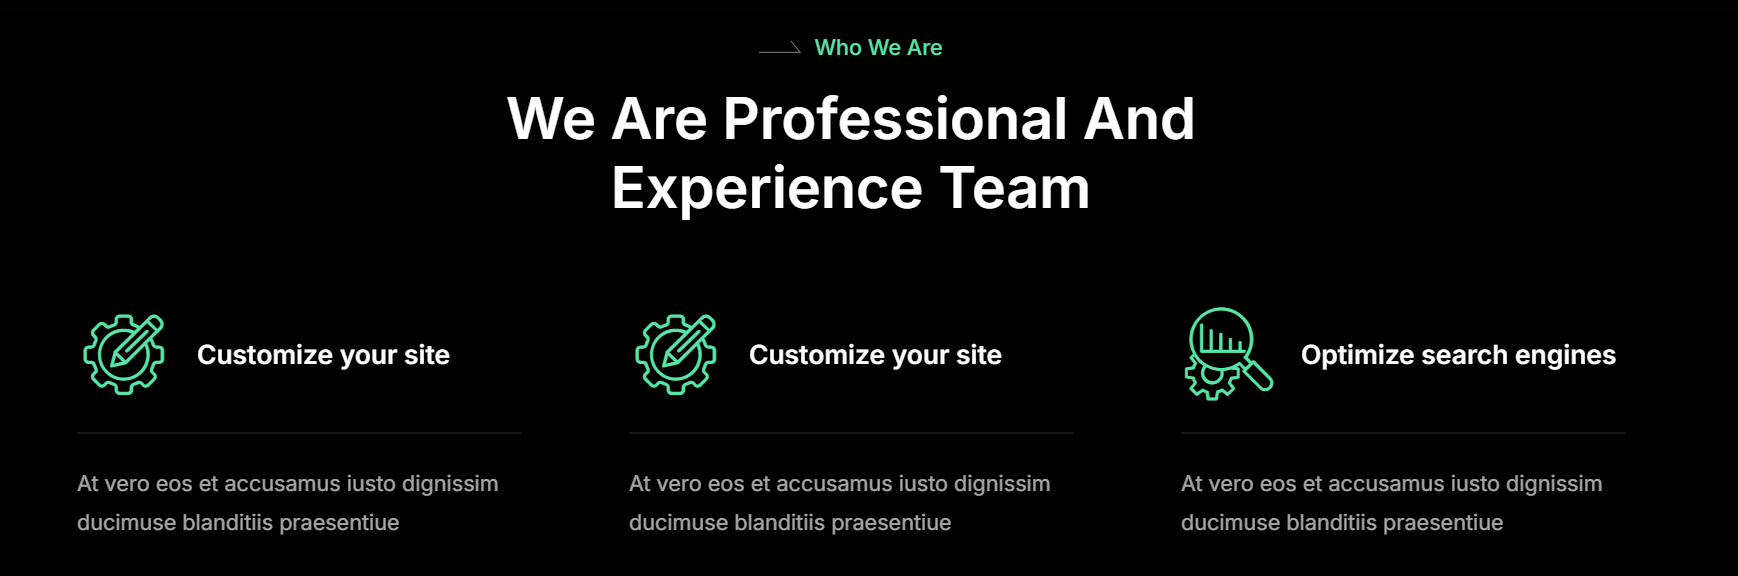 Who We Are
We Are Professional And
Experience Team
Customize your site
At vero eos et accusamus iusto dignissim
ducimuse blanditiis praesentiue
Customize your site
At vero eos et accusamus iusto dignissim
ducimuse blanditiis praesentiue
Optimize search engines
At vero eos et accusamus iusto dignissim
ducimuse blanditiis praesentiue